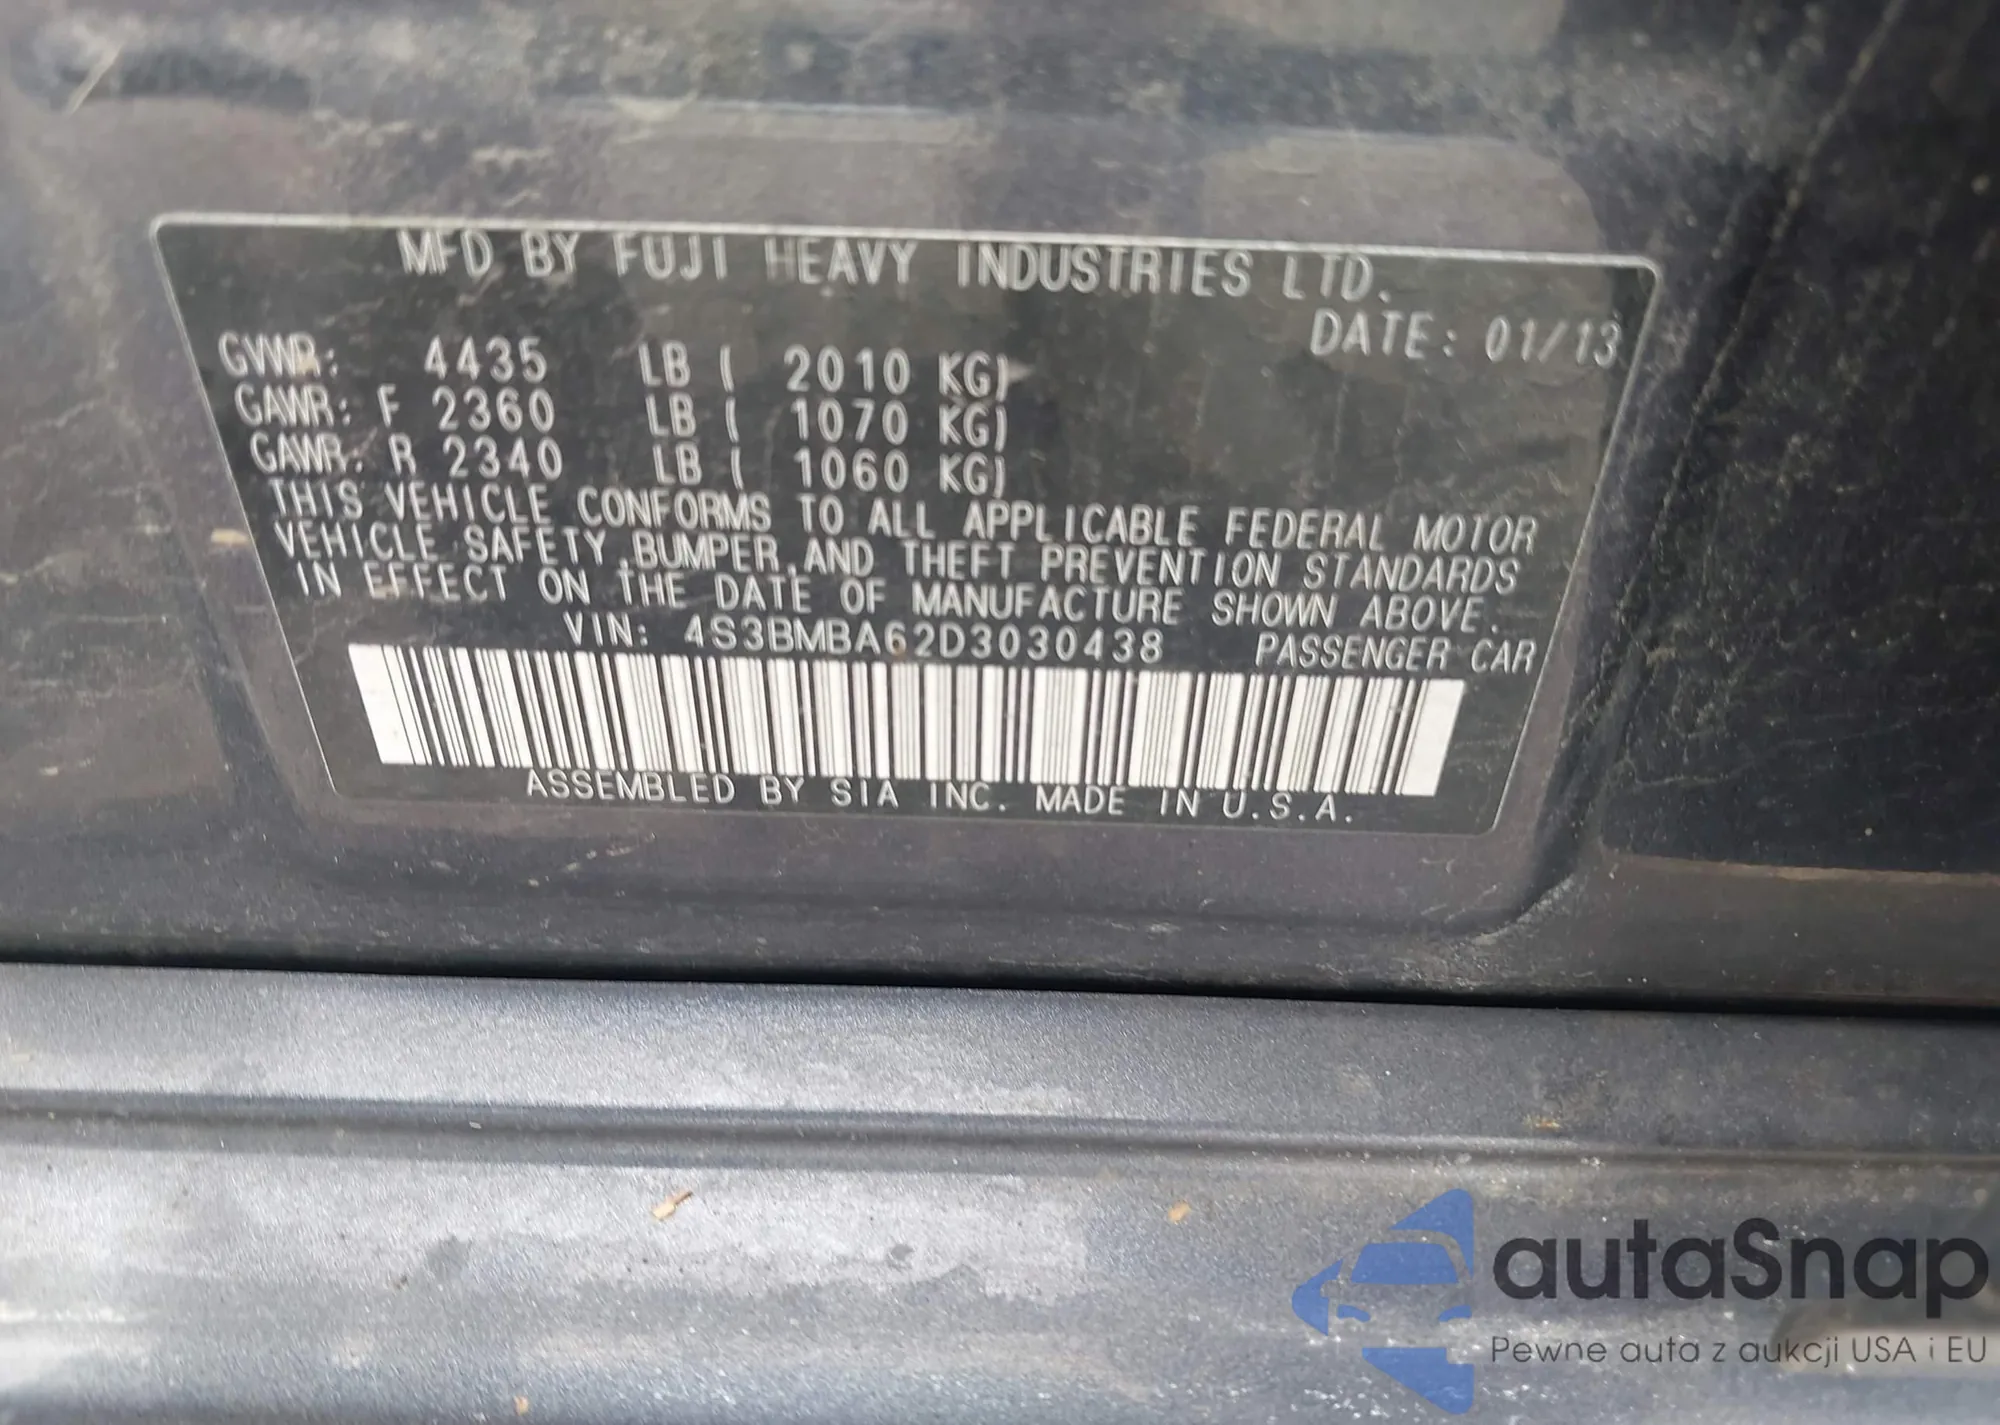 MFD BY FUJI HEAVY INDUSTRIES LTD.
DATE: 01/13
GVWR: 4435 LB ( 2010 KG)
GAWR: F 2360 LB ( 1070 KG)
GAWR: R 2340 LB ( 1060 KG)
THIS VEHICLE CONFORMS TO ALL APPLICABLE FEDERAL MOTOR
VEHICLE SAFETY,BUMPER,AND THEFT PREVENTION STANDARDS
IN EFFECT ON THE DATE OF MANUFACTURE SHOWN ABOVE.
VIN: 4S3BMBA62D3030438 PASSENGER CAR
ASSEMBLED BY SIA INC. MADE IN U.S.A.
autaSnap
Pewne auta z aukcji USA i EU